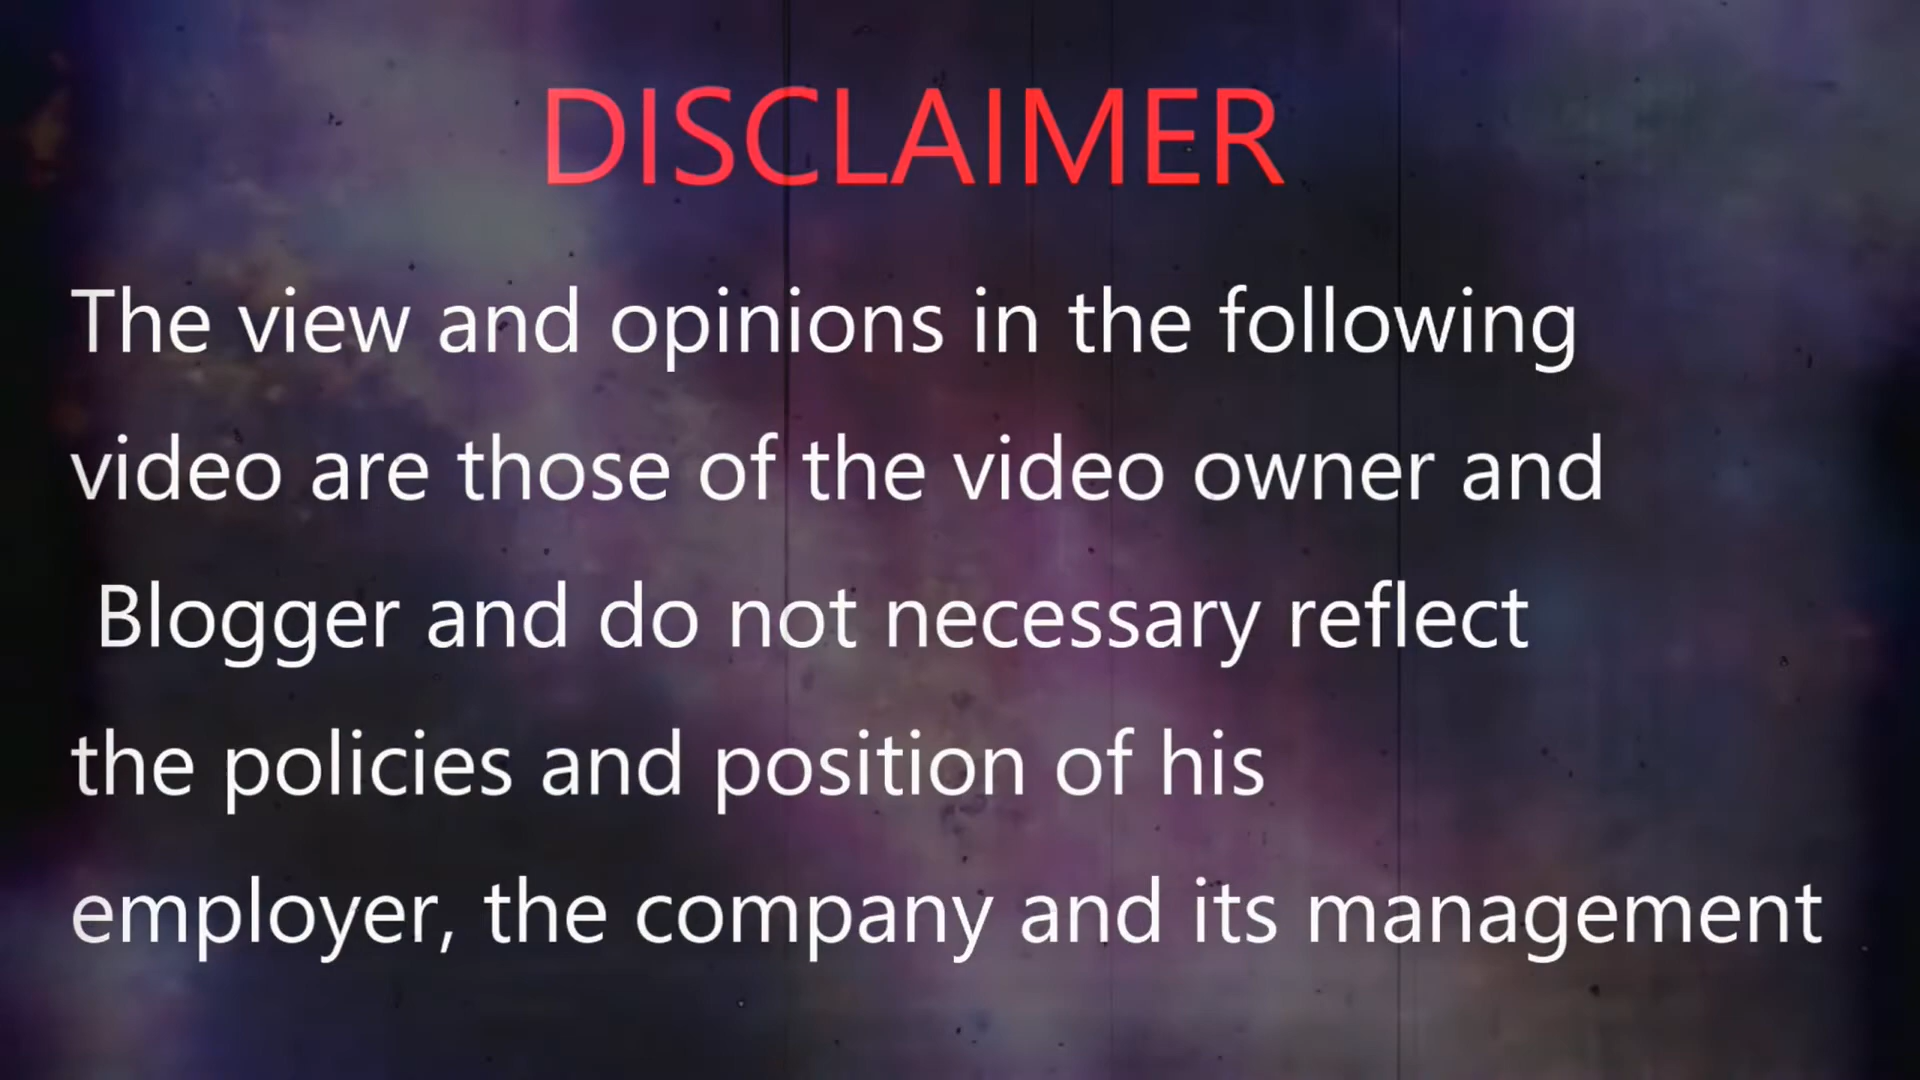 DISCLAIMER
The view and opinions in the following
video are those of the video owner and
Blogger and do not necessary reflect
the policies and position of his
employer, the company and its management